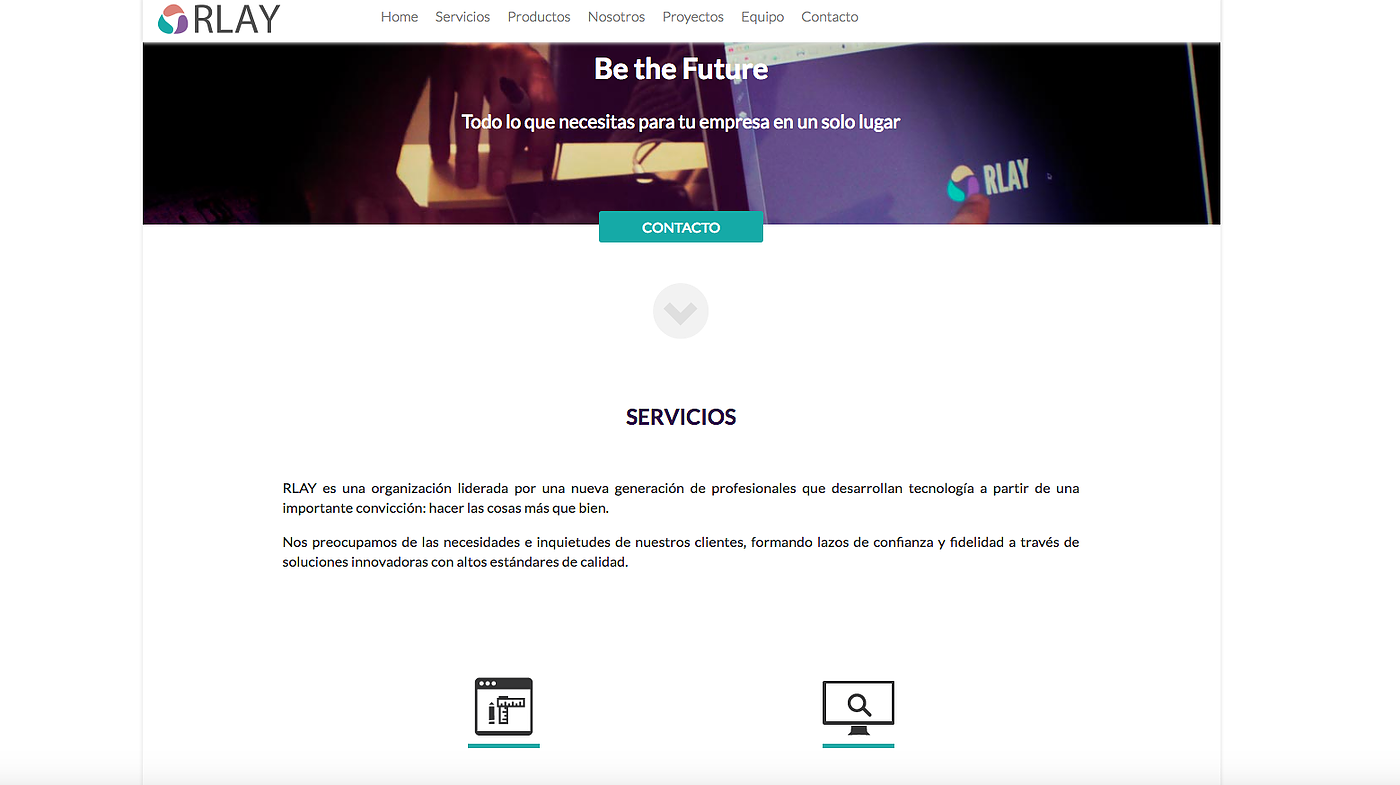 RLAY
Home Servicios Productos Nosotros Proyectos Equipo Contacto
Be the Future
Todo lo que necesitas para tu empresa en un solo lugar
RLAY
CONTACTO
SERVICIOS
RLAY es una organización liderada por una nueva generación de profesionales que desarrollan tecnología a partir de una
importante convicción: hacer las cosas más que bien.
Nos preocupamos de las necesidades e inquietudes de nuestros clientes, formando lazos de confianza y fidelidad a través de
soluciones innovadoras con altos estándares de calidad.